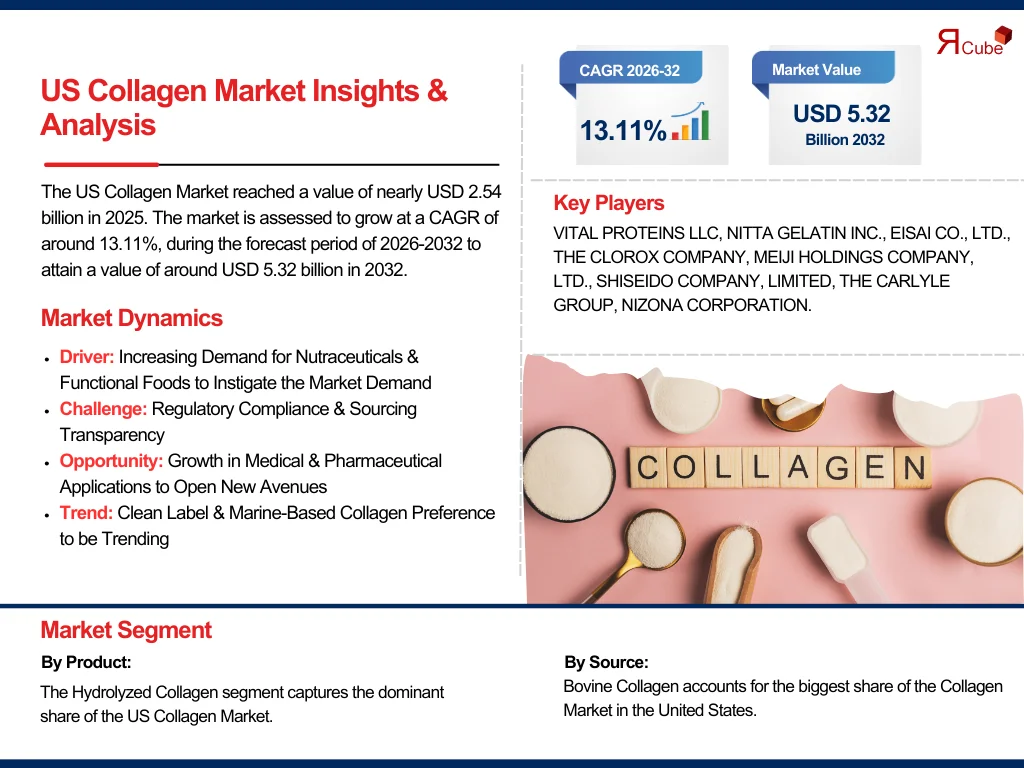 ЯCube
US Collagen Market Insights &
Analysis
The US Collagen Market reached a value of nearly USD 2.54
billion in 2025. The market is assessed to grow at a CAGR of
around 13.11%, during the forecast period of 2026-2032 to
attain a value of around USD 5.32 billion in 2032.
Market Dynamics
• Driver: Increasing Demand for Nutraceuticals &
Functional Foods to Instigate the Market Demand
• Challenge: Regulatory Compliance & Sourcing
Transparency
• Opportunity: Growth in Medical & Pharmaceutical
Applications to Open New Avenues
• Trend: Clean Label & Marine-Based Collagen Preference
to be Trending
CAGR 2026-32
13.11%
Market Value
USD 5.32
Billion 2032
Key Players
VITAL PROTEINS LLC, NITTA GELATIN INC., EISAI CO., LTD.,
THE CLOROX COMPANY, MEIJI HOLDINGS COMPANY,
LTD., SHISEIDO COMPANY, LIMITED, THE CARLYLE
GROUP, NIZONA CORPORATION.
COLLAGEN
Market Segment
By Product:
The Hydrolyzed Collagen segment captures the dominant
share of the US Collagen Market.
By Source:
Bovine Collagen accounts for the biggest share of the Collagen
Market in the United States.